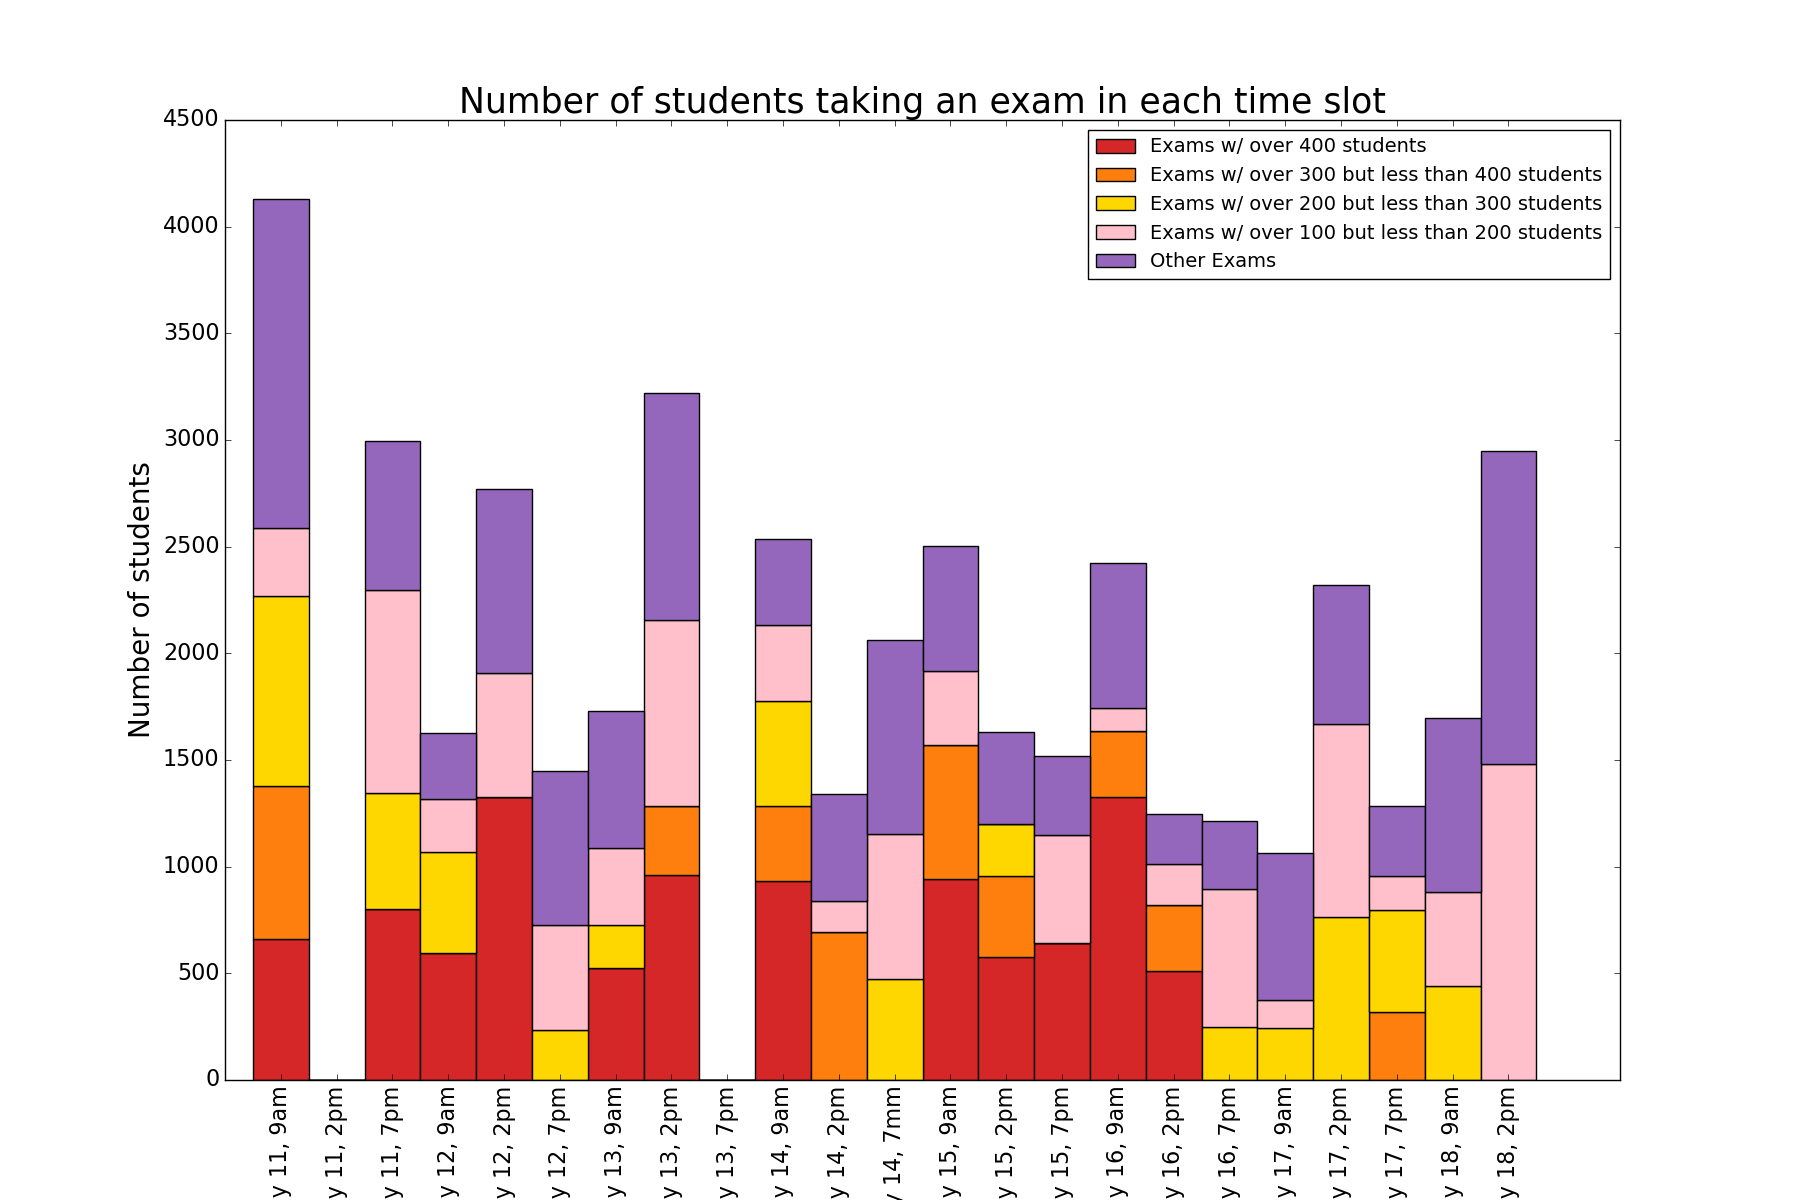 Number of students taking an exam in each time slot
Exams w/ over 400 students
Exams w/ over 300 but less than 400 students
Exams w/ over 200 but less than 300 students
Exams w/ over 100 but less than 200 students
Other Exams
4500
4000
3500
3000
2500
2000
1500
1000
500
0
Number of students
y 11, 9am
y 11, 2pm
y 11, 7pm
y 12, 9am
y 12, 2pm
y 12, 7pm
y 13, 9am
y 13, 2pm
y 13, 7pm
y 14, 9am
y 14, 2pm
y 14, 7mm
y 15, 9am
y 15, 2pm
y 15, 7pm
y 16, 9am
y 16, 2pm
y 16, 7pm
y 17, 9am
y 17, 2pm
y 17, 7pm
y 18, 9am
y 18, 2pm